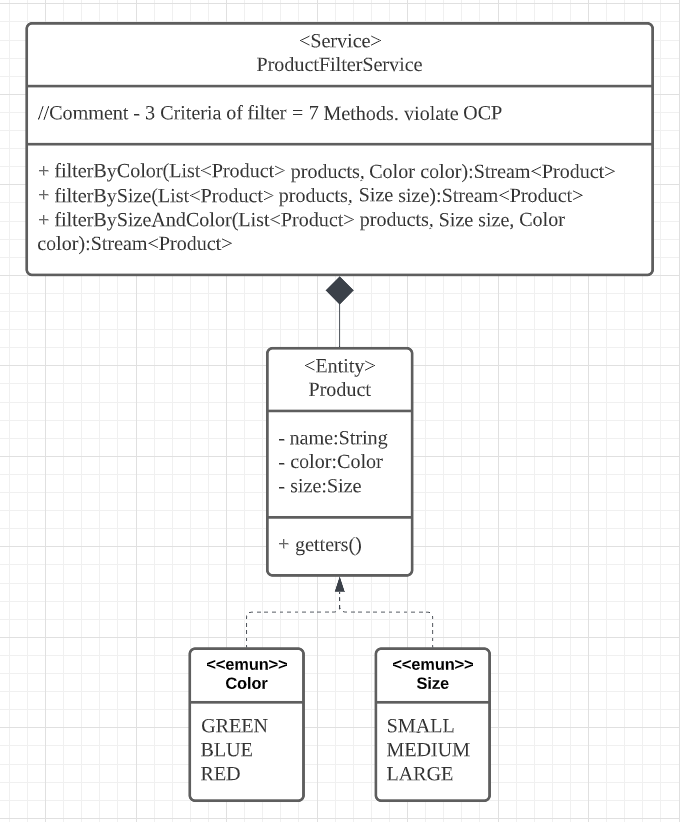 <Service>
ProductFilterService
//Comment - 3 Criteria of filter = 7 Methods. violate OCP
+ filterByColor(List<Product> products, Color color):Stream<Product>
+ filterBySize(List<Product> products, Size size):Stream<Product>
+ filterBySizeAndColor(List<Product> products, Size size, Color
color):Stream<Product>
<Entity>
Product
- name:String
- color:Color
- size:Size
+ getters()
<<emun>>
Color
GREEN
BLUE
RED
<<emun>>
Size
SMALL
MEDIUM
LARGE